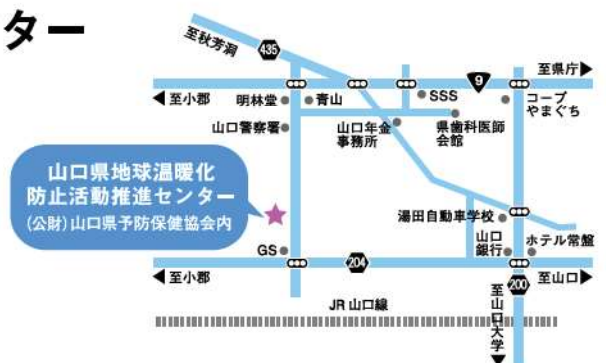 ター
至秋芳洞
435
9
至県庁
至小郡
明林堂
青山
SSS
コープ
やまぐち
山口警察署
山口年金
事務所
県歯科医師
会館
山口県地球温暖化
防止活動推進センター
(公財)山口県予防保健協会内
湯田自動車学校
山口
銀行
ホテル常盤
GS
204
至小郡
200
至山口
至山口大学
JR 山口線